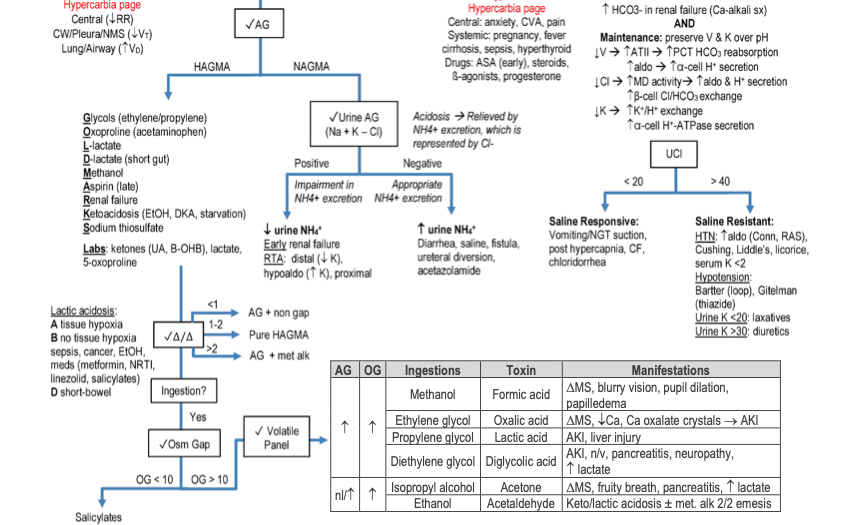 Hypercarbia page
Central (↓RR)
CW/Pleura/NMS (↓VT)
Lung/Airway (↑VD)
✓AG
HAGMA
NAGMA
Hypercarbia page
Central: anxiety, CVA, pain
Systemic: pregnancy, fever
cirrhosis, sepsis, hyperthyroid
Drugs: ASA (early), steroids,
ß-agonists, progesterone
↑ HCO3- in renal failure (Ca-alkali sx)
AND
Maintenance: preserve V & K over pH
↓V → ↑ATII → ↑PCT HCO3 reabsorption
↑aldo → ↑α-cell H+ secretion
↓Cl → ↑MD activity→ ↑aldo & H+ secretion
↑β-cell Cl/HCO3 exchange
↓K → ↑K+/H+ exchange
↑α-cell H+-ATPase secretion
Glycols (ethylene/propylene)
Oxoproline (acetaminophen)
L-lactate
D-lactate (short gut)
Methanol
Aspirin (late)
Renal failure
Ketoacidosis (EtOH, DKA, starvation)
Sodium thiosulfate
Labs: ketones (UA, B-OHB), lactate,
5-oxoproline
✓Urine AG
(Na + K – Cl)
Acidosis → Relieved by
NH4+ excretion, which is
represented by Cl-
Positive
Negative
Impairment in
NH4+ excretion
Appropriate
NH4+ excretion
↓ urine NH4+
Early renal failure
RTA: distal (↓ K),
hypoaldo (↑ K), proximal
↑ urine NH4+
Diarrhea, saline, fistula,
ureteral diversion,
acetazolamide
UCl
< 20
> 40
Saline Responsive:
Vomiting/NGT suction,
post hypercapnia, CF,
chloridorrhea
Saline Resistant:
HTN: ↑aldo (Conn, RAS),
Cushing, Liddle's, licorice,
serum K <2
Hypotension:
Bartter (loop), Gitelman
(thiazide)
Urine K <20: laxatives
Urine K >30: diuretics
Lactic acidosis:
A tissue hypoxia
B no tissue hypoxia
sepsis, cancer, EtOH,
meds (metformin, NRTI,
linezolid, salicylates)
D short-bowel
✓Δ/Δ
<1
AG + non gap
1-2
Pure HAGMA
>2
AG + met alk
Ingestion?
Yes
✓Osm Gap
OG < 10
OG > 10
Salicylates
✓ Volatile
Panel
AG OG Ingestions Toxin Manifestations
↑ ↑ Methanol Formic acid ΔMS, blurry vision, pupil dilation,
papilledema
Ethylene glycol Oxalic acid ΔMS, ↓Ca, Ca oxalate crystals → AKI
Propylene glycol Lactic acid AKI, liver injury
Diethylene glycol Diglycolic acid AKI, n/v, pancreatitis, neuropathy,
↑ lactate
nl/↑ ↑ Isopropyl alcohol Acetone ΔMS, fruity breath, pancreatitis, ↑ lactate
Ethanol Acetaldehyde Keto/lactic acidosis ± met. alk 2/2 emesis